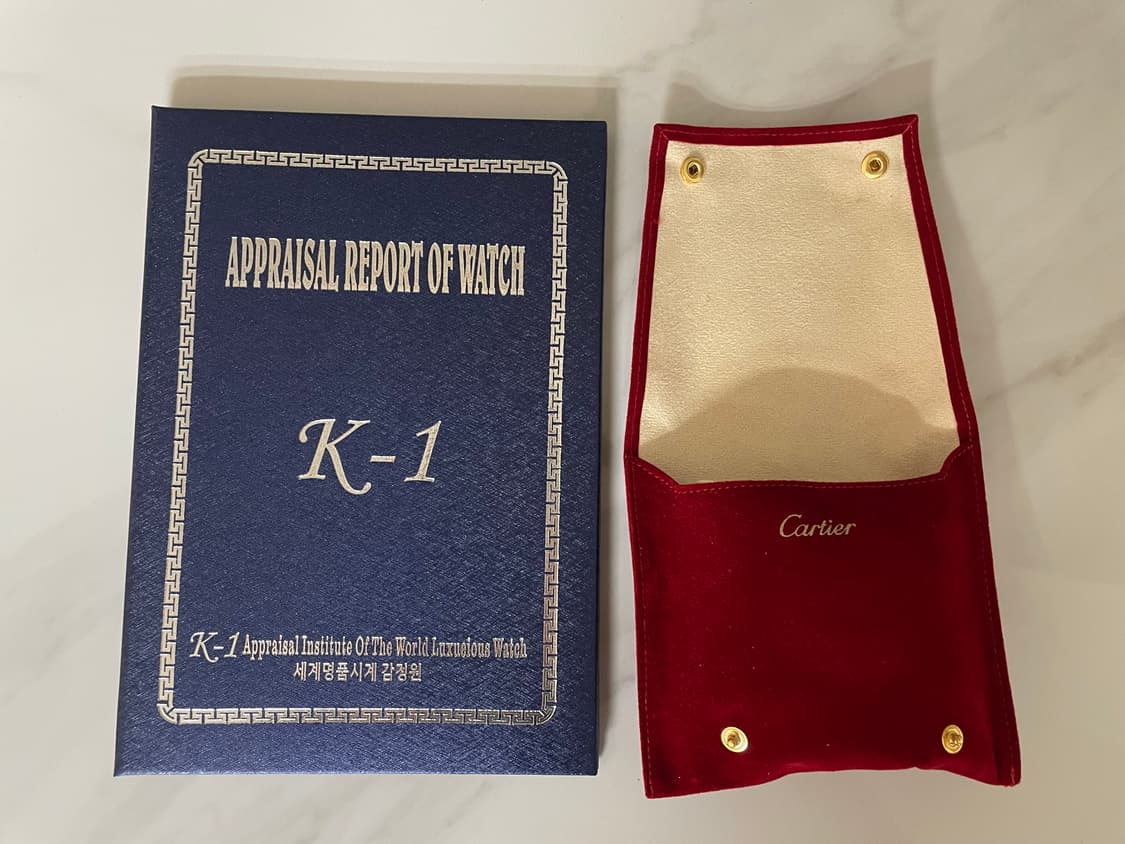 APPRAISAL REPORT OF WATCH
K-1
K-1 Appraisal Institute Of The World Luxueious Watch
세계명품시계 감정원
Cartier